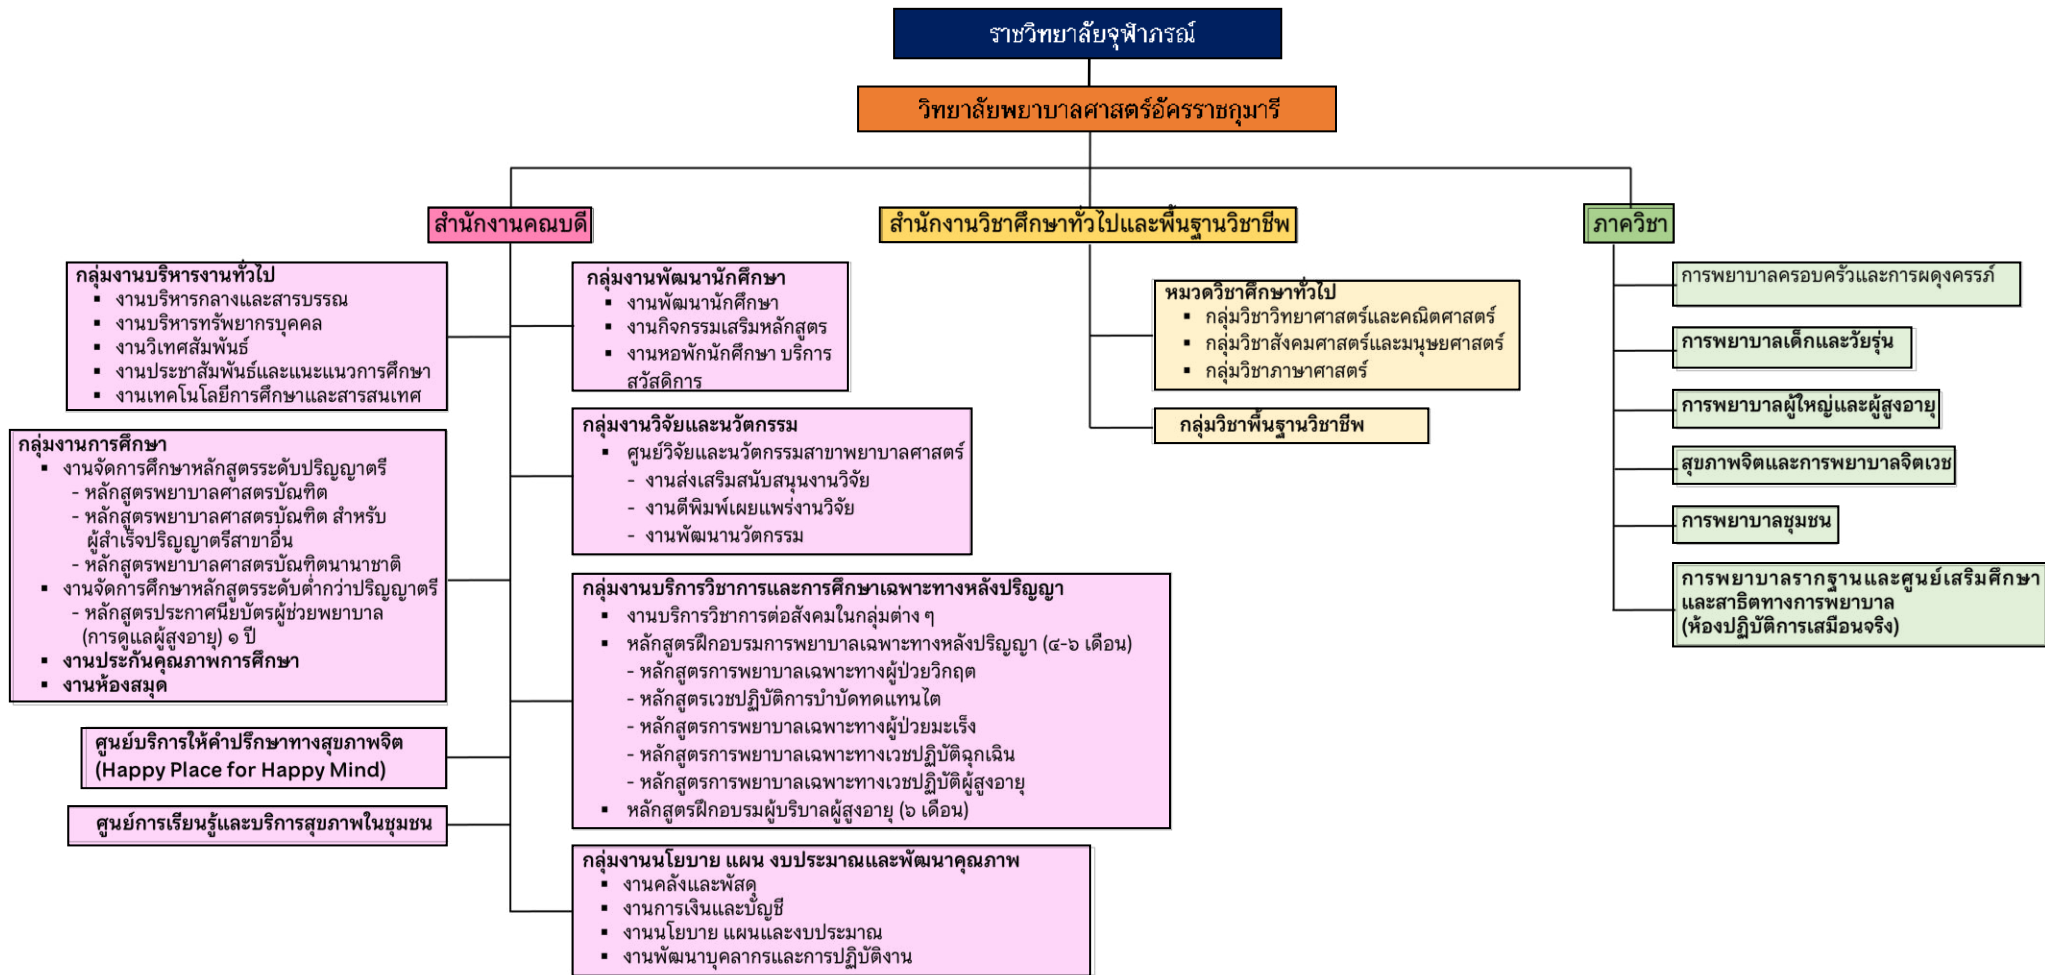 ราชวิทยาลัยจุฬาภรณ์
วิทยาลัยพยาบาลศาสตร์อัครราชกุมารี
สำนักงานคณบดี
กลุ่มงานบริหารงานทั่วไป
▪ งานบริหารกลางและสารบรรณ
▪ งานบริหารทรัพยากรบุคคล
▪ งานวิเทศสัมพันธ์
▪ งานประชาสัมพันธ์และแนะแนวการศึกษา
▪ งานเทคโนโลยีการศึกษาและสารสนเทศ
กลุ่มงานการศึกษา
▪ งานจัดการศึกษาหลักสูตรระดับปริญญาตรี
- หลักสูตรพยาบาลศาสตรบัณฑิต
- หลักสูตรพยาบาลศาสตรบัณฑิต สำหรับ
ผู้สำเร็จปริญญาตรีสาขาอื่น
- หลักสูตรพยาบาลศาสตรบัณฑิตนานาชาติ
▪ งานจัดการศึกษาหลักสูตรระดับต่ำกว่าปริญญาตรี
- หลักสูตรประกาศนียบัตรผู้ช่วยพยาบาล
(การดูแลผู้สูงอายุ) ๑ ปี
▪ งานประกันคุณภาพการศึกษา
▪ งานห้องสมุด
ศูนย์บริการให้คำปรึกษาทางสุขภาพจิต
(Happy Place for Happy Mind)
ศูนย์การเรียนรู้และบริการสุขภาพในชุมชน
กลุ่มงานพัฒนานักศึกษา
▪ งานพัฒนานักศึกษา
▪ งานกิจกรรมเสริมหลักสูตร
▪ งานหอพักนักศึกษา บริการ
สวัสดิการ
กลุ่มงานวิจัยและนวัตกรรม
▪ ศูนย์วิจัยและนวัตกรรมสาขาพยาบาลศาสตร์
- งานส่งเสริมสนับสนุนงานวิจัย
- งานตีพิมพ์เผยแพร่งานวิจัย
- งานพัฒนานวัตกรรม
กลุ่มงานบริการวิชาการและการศึกษาเฉพาะทางหลังปริญญา
▪ งานบริการวิชาการต่อสังคมในกลุ่มต่าง ๆ
▪ หลักสูตรฝึกอบรมการพยาบาลเฉพาะทางหลังปริญญา (๔-๖ เดือน)
- หลักสูตรการพยาบาลเฉพาะทางผู้ป่วยวิกฤต
- หลักสูตรเวชปฏิบัติการบำบัดทดแทนไต
- หลักสูตรการพยาบาลเฉพาะทางผู้ป่วยมะเร็ง
- หลักสูตรการพยาบาลเฉพาะทางเวชปฏิบัติฉุกเฉิน
- หลักสูตรการพยาบาลเฉพาะทางเวชปฏิบัติผู้สูงอายุ
▪ หลักสูตรฝึกอบรมผู้บริบาลผู้สูงอายุ (๖ เดือน)
กลุ่มงานนโยบาย แผน งบประมาณและพัฒนาคุณภาพ
▪ งานคลังและพัสดุ
▪ งานการเงินและบัญชี
▪ งานนโยบาย แผนและงบประมาณ
▪ งานพัฒนาบุคลากรและการปฏิบัติงาน
สำนักงานวิชาศึกษาทั่วไปและพื้นฐานวิชาชีพ
หมวดวิชาศึกษาทั่วไป
▪ กลุ่มวิชาวิทยาศาสตร์และคณิตศาสตร์
▪ กลุ่มวิชาสังคมศาสตร์และมนุษยศาสตร์
▪ กลุ่มวิชาภาษาศาสตร์
กลุ่มวิชาพื้นฐานวิชาชีพ
ภาควิชา
การพยาบาลครอบครัวและการผดุงครรภ์
การพยาบาลเด็กและวัยรุ่น
การพยาบาลผู้ใหญ่และผู้สูงอายุ
สุขภาพจิตและการพยาบาลจิตเวช
การพยาบาลชุมชน
การพยาบาลรากฐานและศูนย์เสริมศึกษา
และสาธิตทางการพยาบาล
(ห้องปฏิบัติการเสมือนจริง)